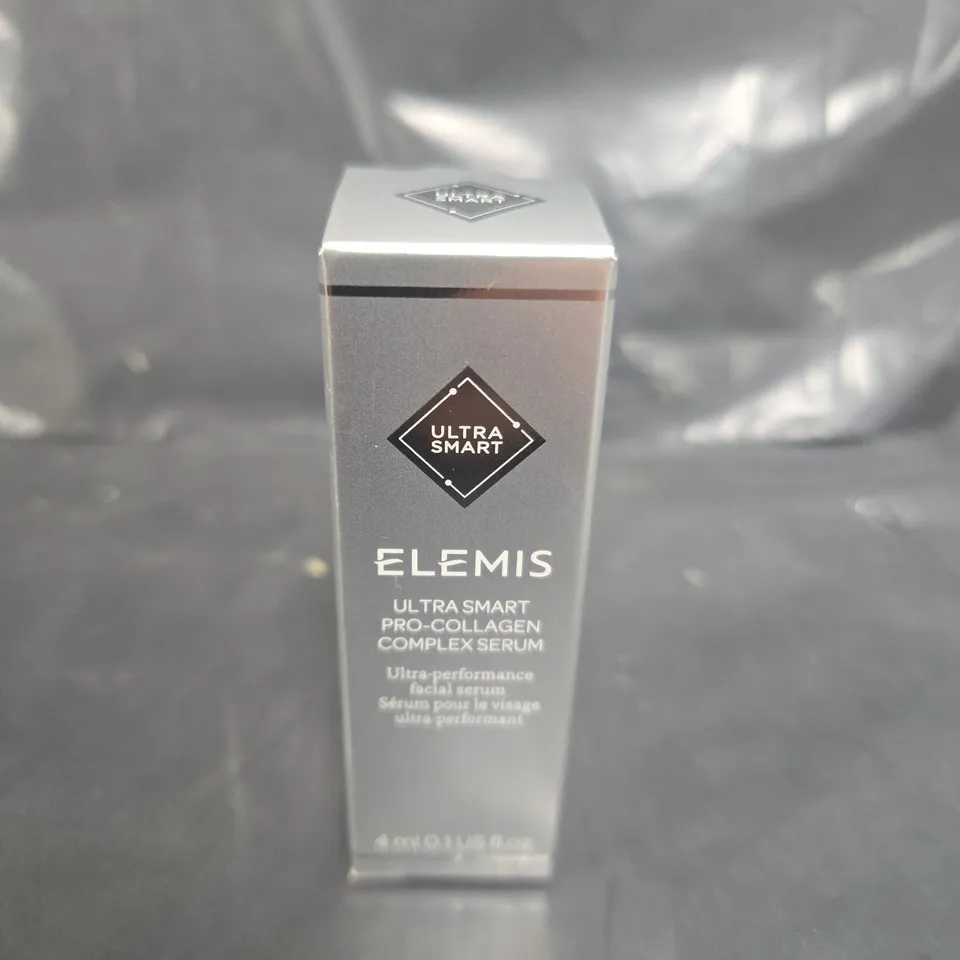 ULTRA
SMART
ULTRA
SMART
ELEMIS
ULTRA SMART
PRO-COLLAGEN
COMPLEX SERUM
Ultra-performance
facial serum
Sérum pour le visage
ultra-performant
4 ml 0.1 US fl.oz